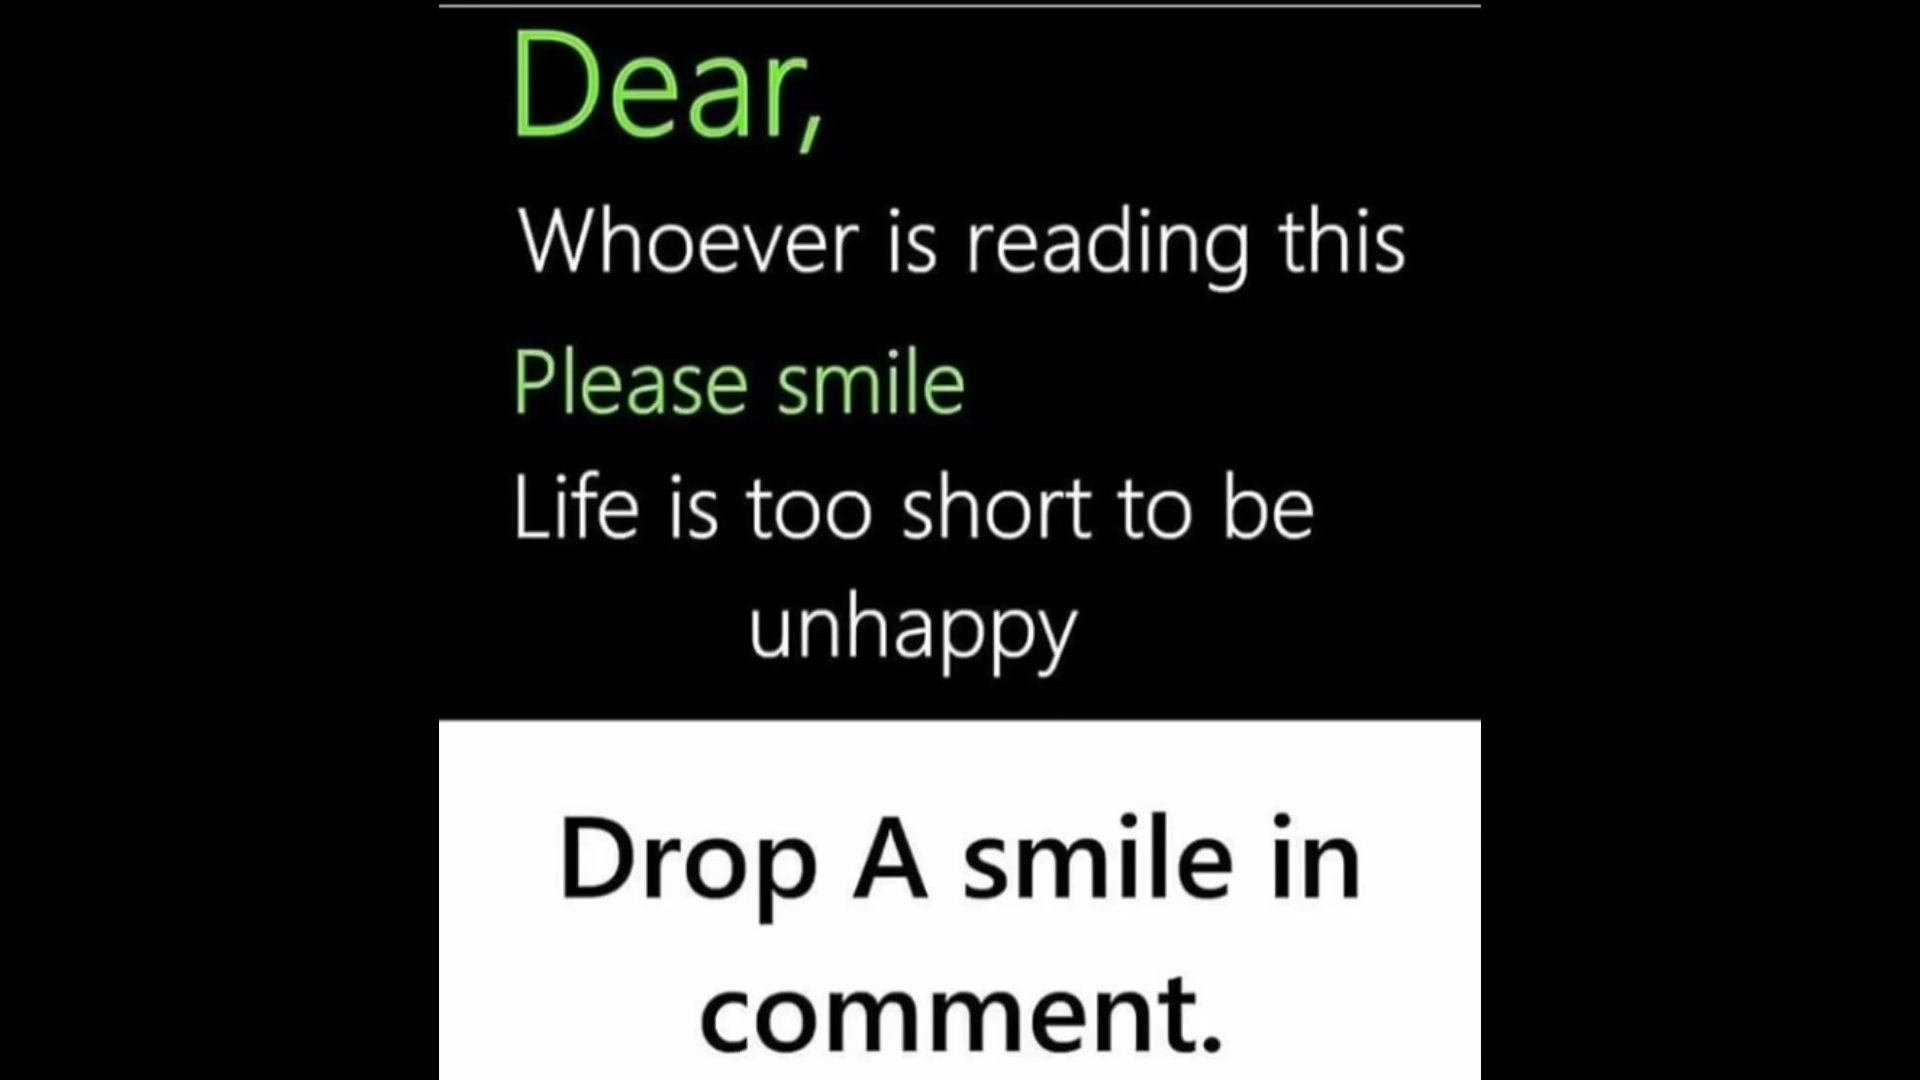 Dear,
Whoever is reading this
Please smile
Life is too short to be
unhappy
Drop A smile in
comment.